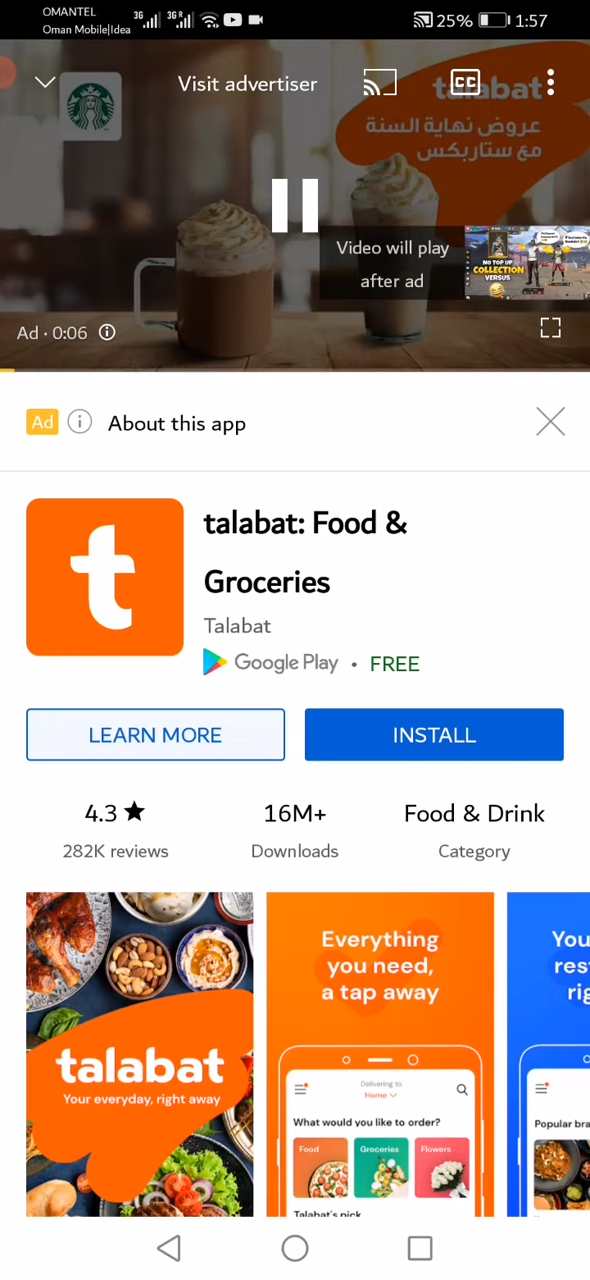 OMANTEL
Oman Mobile|Idea
3G
3G R
25%
1:57
Visit advertiser
CC
talabat
عروض نهاية السنة
مع ستاربكس
Video will play
after ad
NO TOP UP
COLLECTION
VERSUS
Ad · 0:06
Ad
About this app
talabat: Food &
Groceries
Talabat
Google Play • FREE
LEARN MORE
INSTALL
4.3 ★
16M+
Food & Drink
282K reviews
Downloads
Category
talabat
Your everyday, right away
Everything
you need,
a tap away
Delivering to
Home
What would you like to order?
Food
Groceries
Flowers
Talabat's pick
You
res
rig
Popular bra